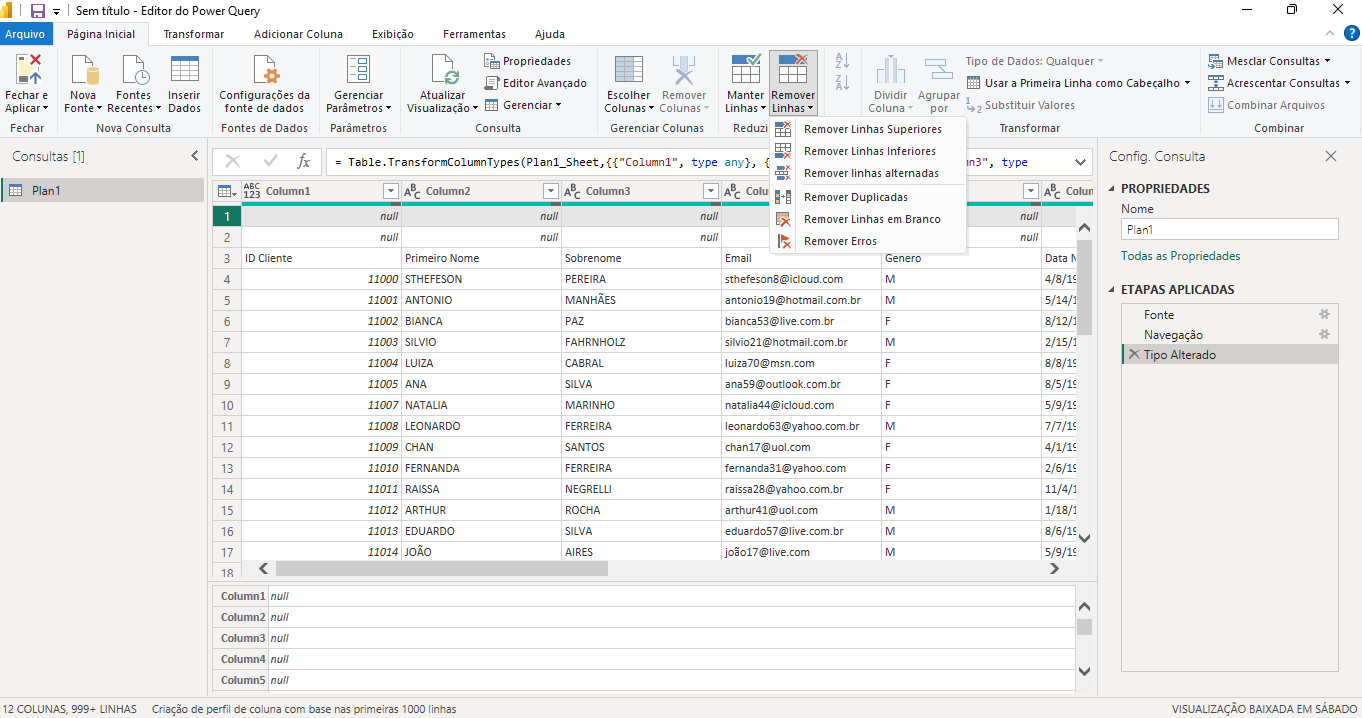 Sem título - Editor do Power Query
Arquivo
Página Inicial
Transformar
Adicionar Coluna
Exibição
Ferramentas
Ajuda
Fechar e Aplicar
Fechar
Nova Fonte
Fontes Recentes
Inserir Dados
Nova Consulta
Configurações da fonte de dados
Fontes de Dados
Gerenciar Parâmetros
Parâmetros
Atualizar Visualização
Propriedades
Editor Avançado
Gerenciar
Consulta
Escolher Colunas
Remover Colunas
Gerenciar Colunas
Manter Linhas
Remover Linhas
Reduzi
A Z
Z A
Dividir Coluna
Agrupar por
Tipo de Dados: Qualquer
Usar a Primeira Linha como Cabeçalho
Substituir Valores
Transformar
Mesclar Consultas
Acrescentar Consultas
Combinar Arquivos
Combinar
Remover Linhas Superiores
Remover Linhas Inferiores
Remover linhas alternadas
Remover Duplicadas
Remover Linhas em Branco
Remover Erros
Consultas [1]
Plan1
fx
= Table.TransformColumnTypes(Plan1_Sheet,{{"Column1", type any}, { n3", type
ABC 123 Column1 ABC Column2 ABC Column3 ABC Colu ABC Colun
1 null null null null
2 null null null null
3 ID Cliente Primeiro Nome Sobrenome Email Genero Data N
4 11000 STHEFESON PEREIRA sthefeson8@icloud.com M 4/8/19
5 11001 ANTONIO MANHÃES antonio19@hotmail.com.br M 5/14/1
6 11002 BIANCA PAZ bianca53@live.com.br F 8/12/1
7 11003 SILVIO FAHRNHOLZ silvio21@hotmail.com.br M 2/15/1
8 11004 LUIZA CABRAL luiza70@msn.com F 8/8/19
9 11005 ANA SILVA ana59@outlook.com.br F 8/5/19
10 11007 NATALIA MARINHO natalia44@icloud.com F 5/9/19
11 11008 LEONARDO FERREIRA leonardo63@yahoo.com.br M 7/7/19
12 11009 CHAN SANTOS chan17@uol.com F 4/1/19
13 11010 FERNANDA FERREIRA fernanda31@yahoo.com F 2/6/19
14 11011 RAISSA NEGRELLI raissa28@yahoo.com.br F 11/4/1
15 11012 ARTHUR ROCHA arthur41@uol.com M 1/18/1
16 11013 EDUARDO SILVA eduardo57@live.com.br M 8/6/19
17 11014 JOÃO AIRES joão17@live.com M 5/9/19
18
Column1 null
Column2 null
Column3 null
Column4 null
Column5 null
Config. Consulta
PROPRIEDADES
Nome
Plan1
Todas as Propriedades
ETAPAS APLICADAS
Fonte
Navegação
Tipo Alterado
12 COLUNAS, 999+ LINHAS
Criação de perfil de coluna com base nas primeiras 1000 linhas
VISUALIZAÇÃO BAIXADA EM SÁBADO